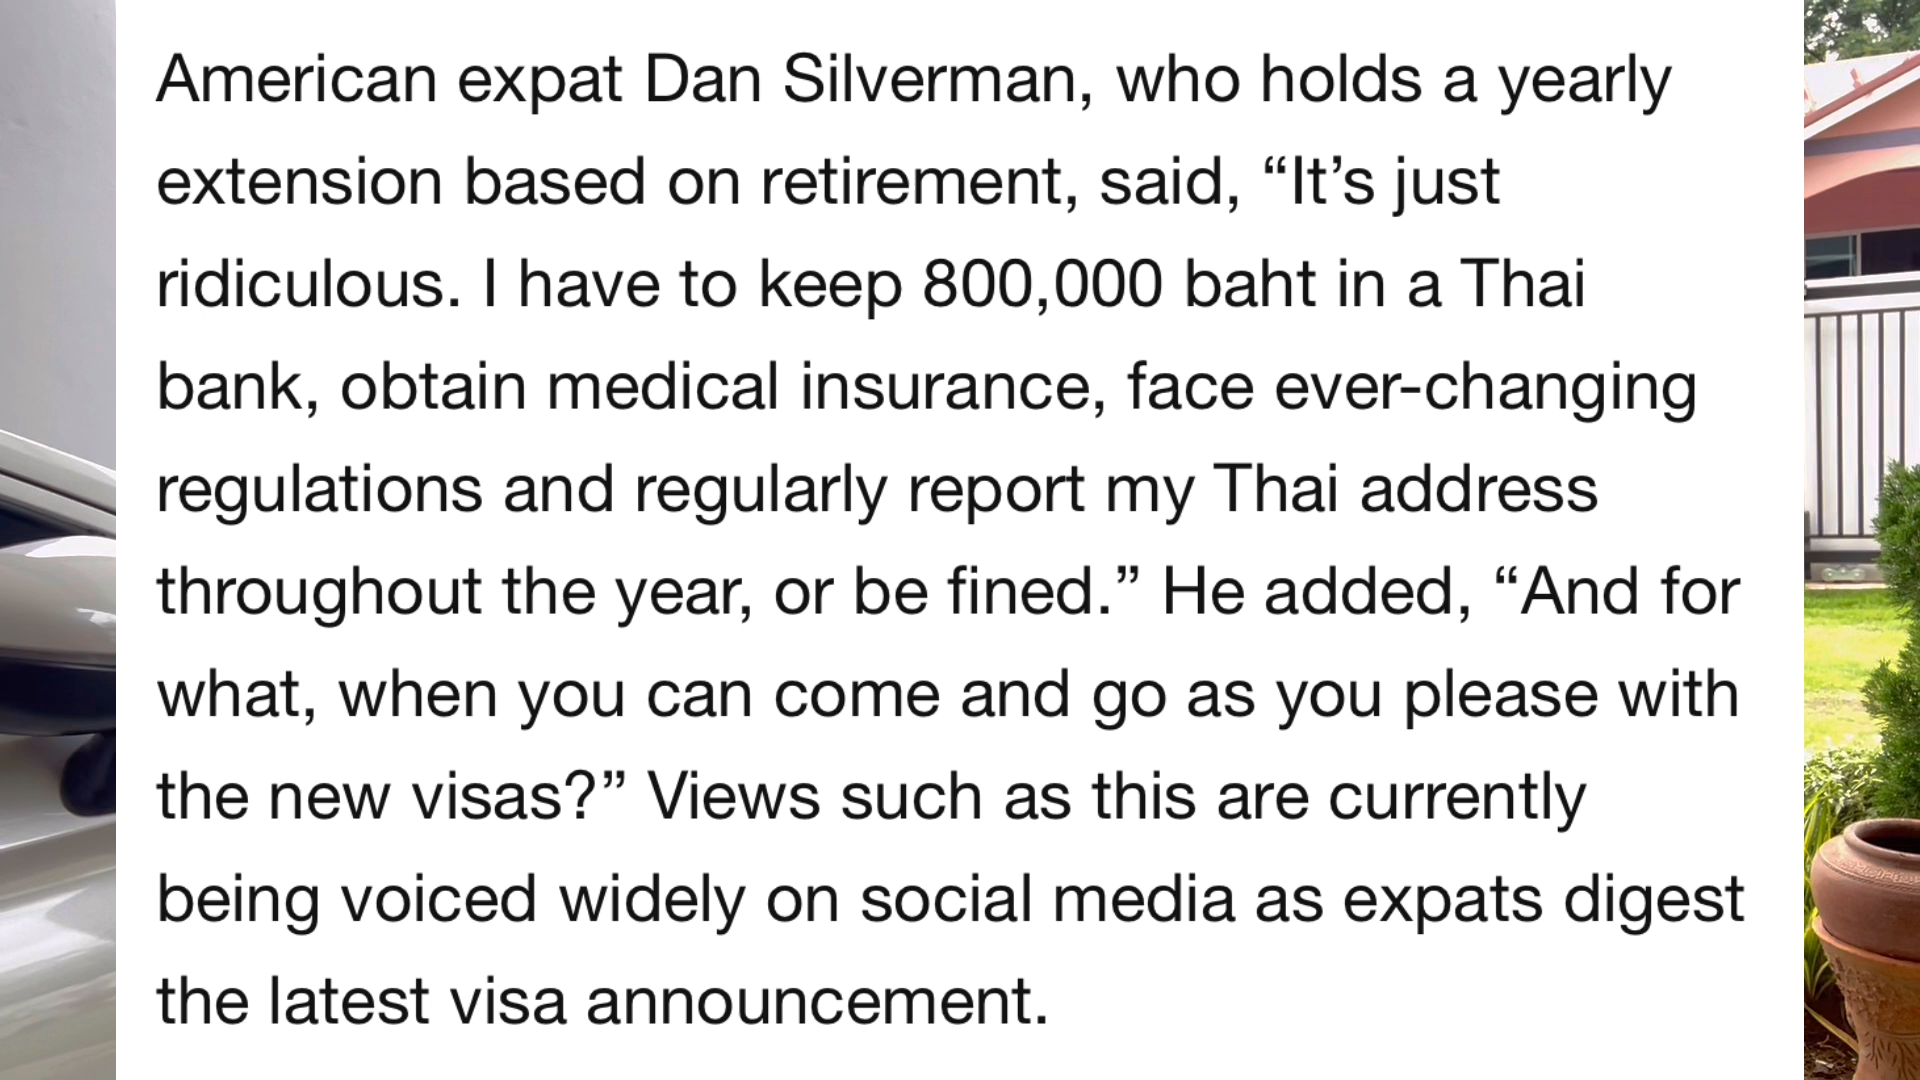 American expat Dan Silverman, who holds a yearly
extension based on retirement, said, “It’s just
ridiculous. I have to keep 800,000 baht in a Thai
bank, obtain medical insurance, face ever-changing
regulations and regularly report my Thai address
throughout the year, or be fined.” He added, “And for
what, when you can come and go as you please with
the new visas?” Views such as this are currently
being voiced widely on social media as expats digest
the latest visa announcement.